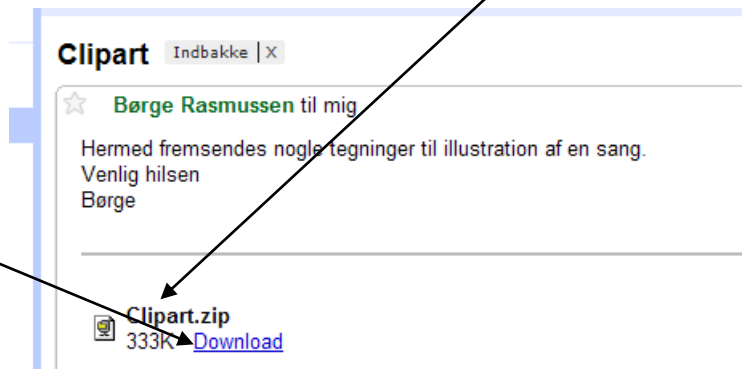 Clipart Indbakke | X
Børge Rasmussen til mig
Hermed fremsendes nogle tegninger til illustration af en sang.
Venlig hilsen
Børge
Clipart.zip
333K Download